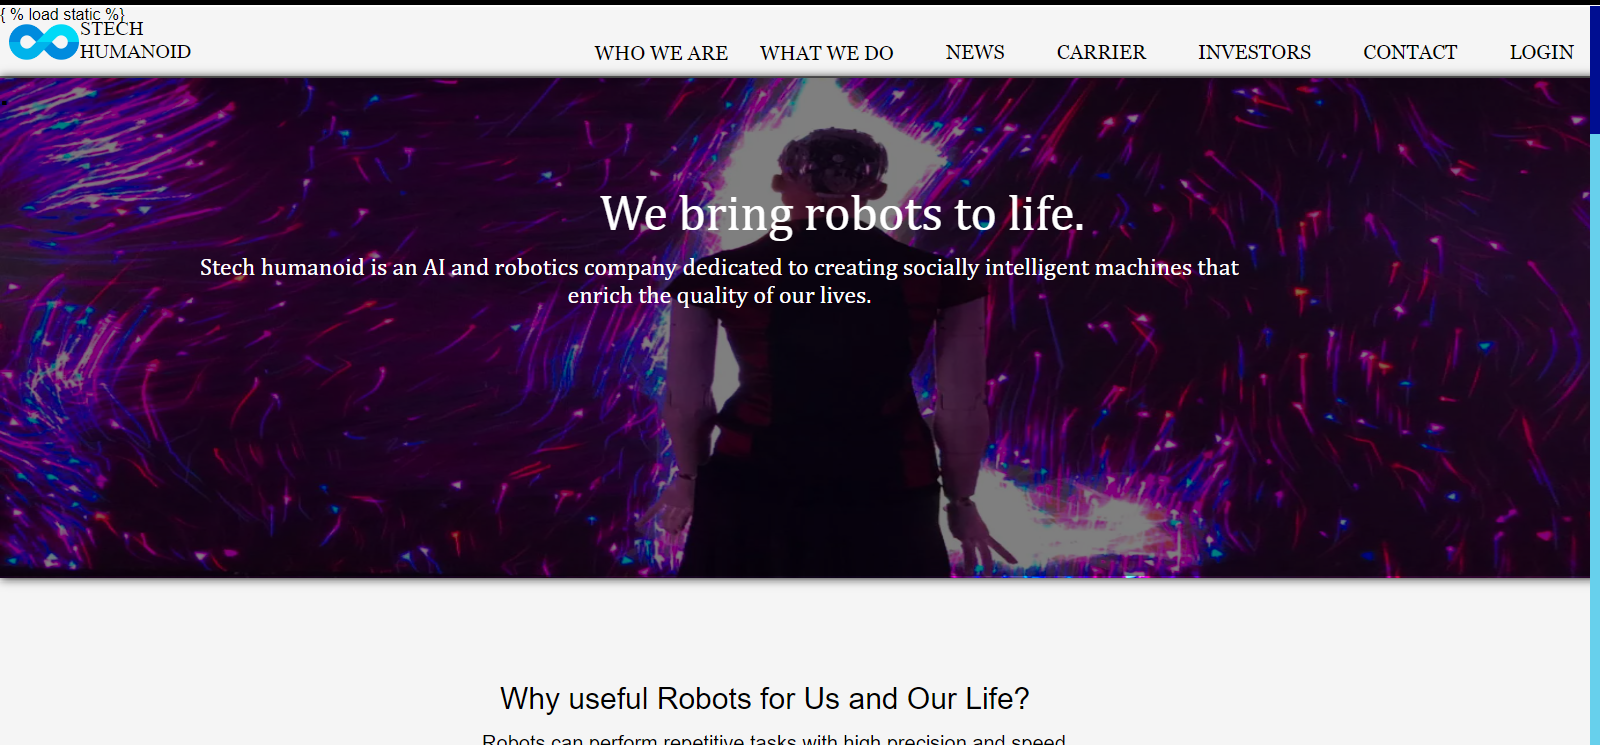 { % load static %}
STECH
HUMANOID
WHO WE ARE WHAT WE DO NEWS CARRIER INVESTORS CONTACT LOGIN
We bring robots to life.
Stech humanoid is an AI and robotics company dedicated to creating socially intelligent machines that
enrich the quality of our lives.
Why useful Robots for Us and Our Life?
Robots can perform repetitive tasks with high precision and speed